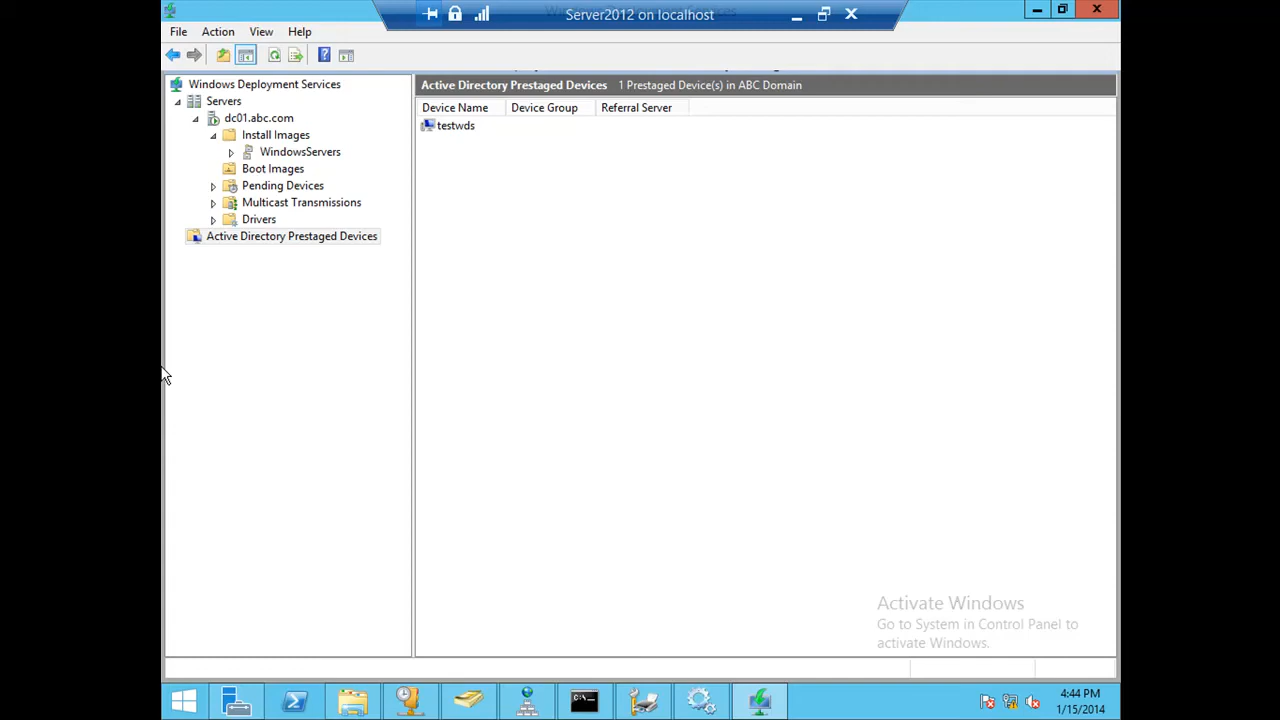 Server2012 on localhost
File Action View Help
Windows Deployment Services
Servers
dc01.abc.com
Install Images
WindowsServers
Boot Images
Pending Devices
Multicast Transmissions
Drivers
Active Directory Prestaged Devices
Active Directory Prestaged Devices 1 Prestaged Device(s) in ABC Domain
Device Name Device Group Referral Server
testwds
Activate Windows
Go to System in Control Panel to
activate Windows.
4:44 PM
1/15/2014